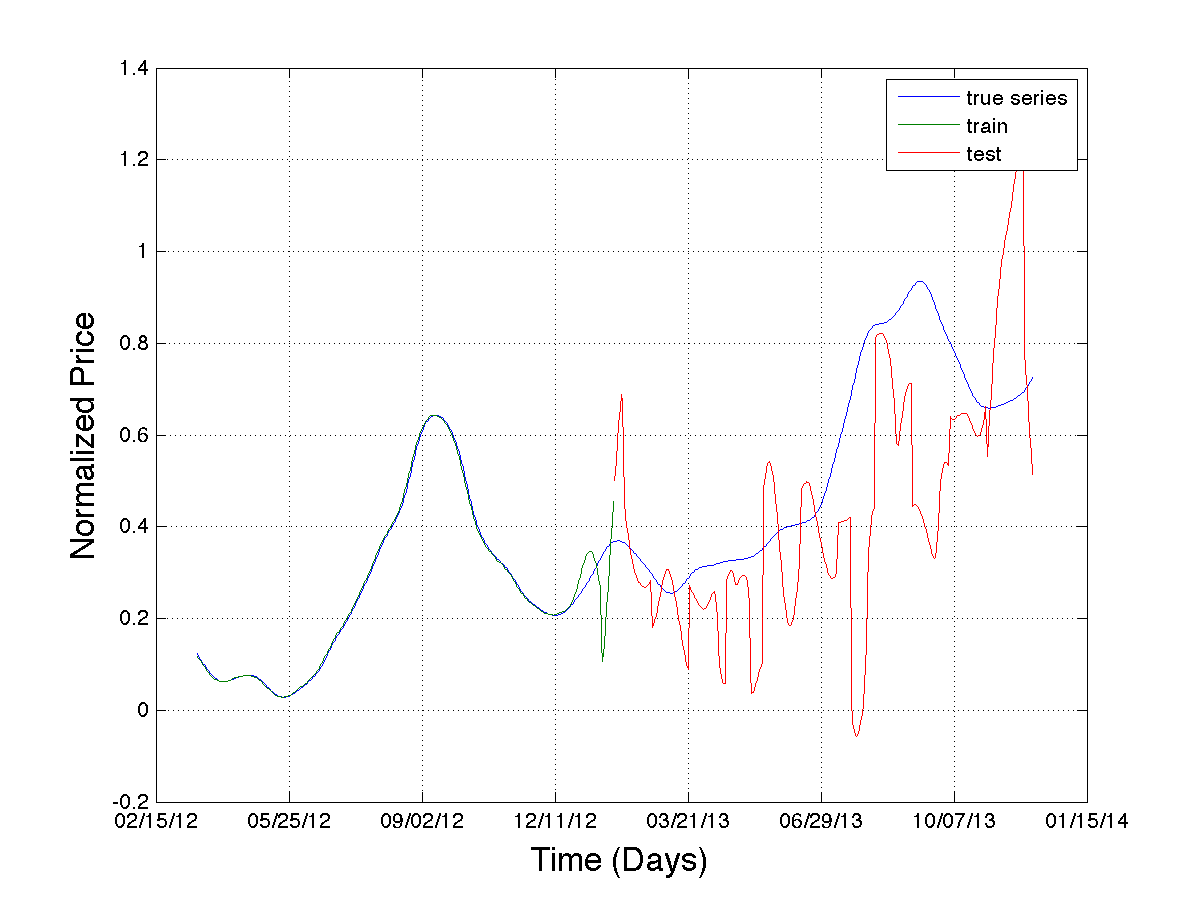 1.4
1.2
1
0.8
0.6
0.4
0.2
0
-0.2
Normalized Price
true series
train
test
02/15/12 05/25/12 09/02/12 12/11/12 03/21/13 06/29/13 10/07/13 01/15/14
Time (Days)